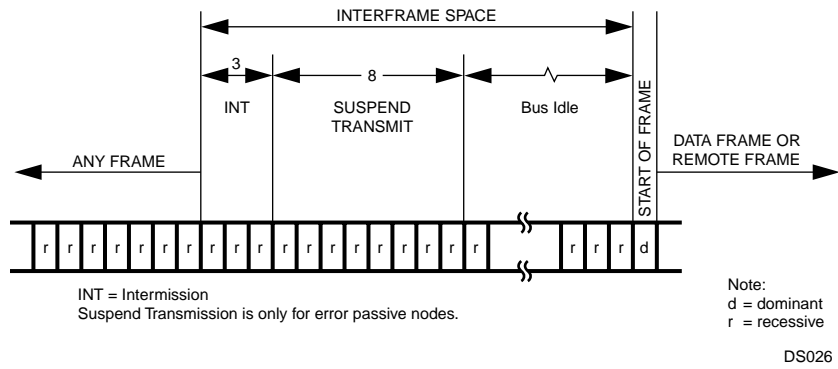 INTERFRAME SPACE
3
8
INT
SUSPEND
TRANSMIT
Bus Idle
START OF FRAME
ANY FRAME
DATA FRAME OR
REMOTE FRAME
r r r r r r r r r r r r r r r r r r r r r r d
INT = Intermission
Suspend Transmission is only for error passive nodes.
Note:
d = dominant
r = recessive
DS026